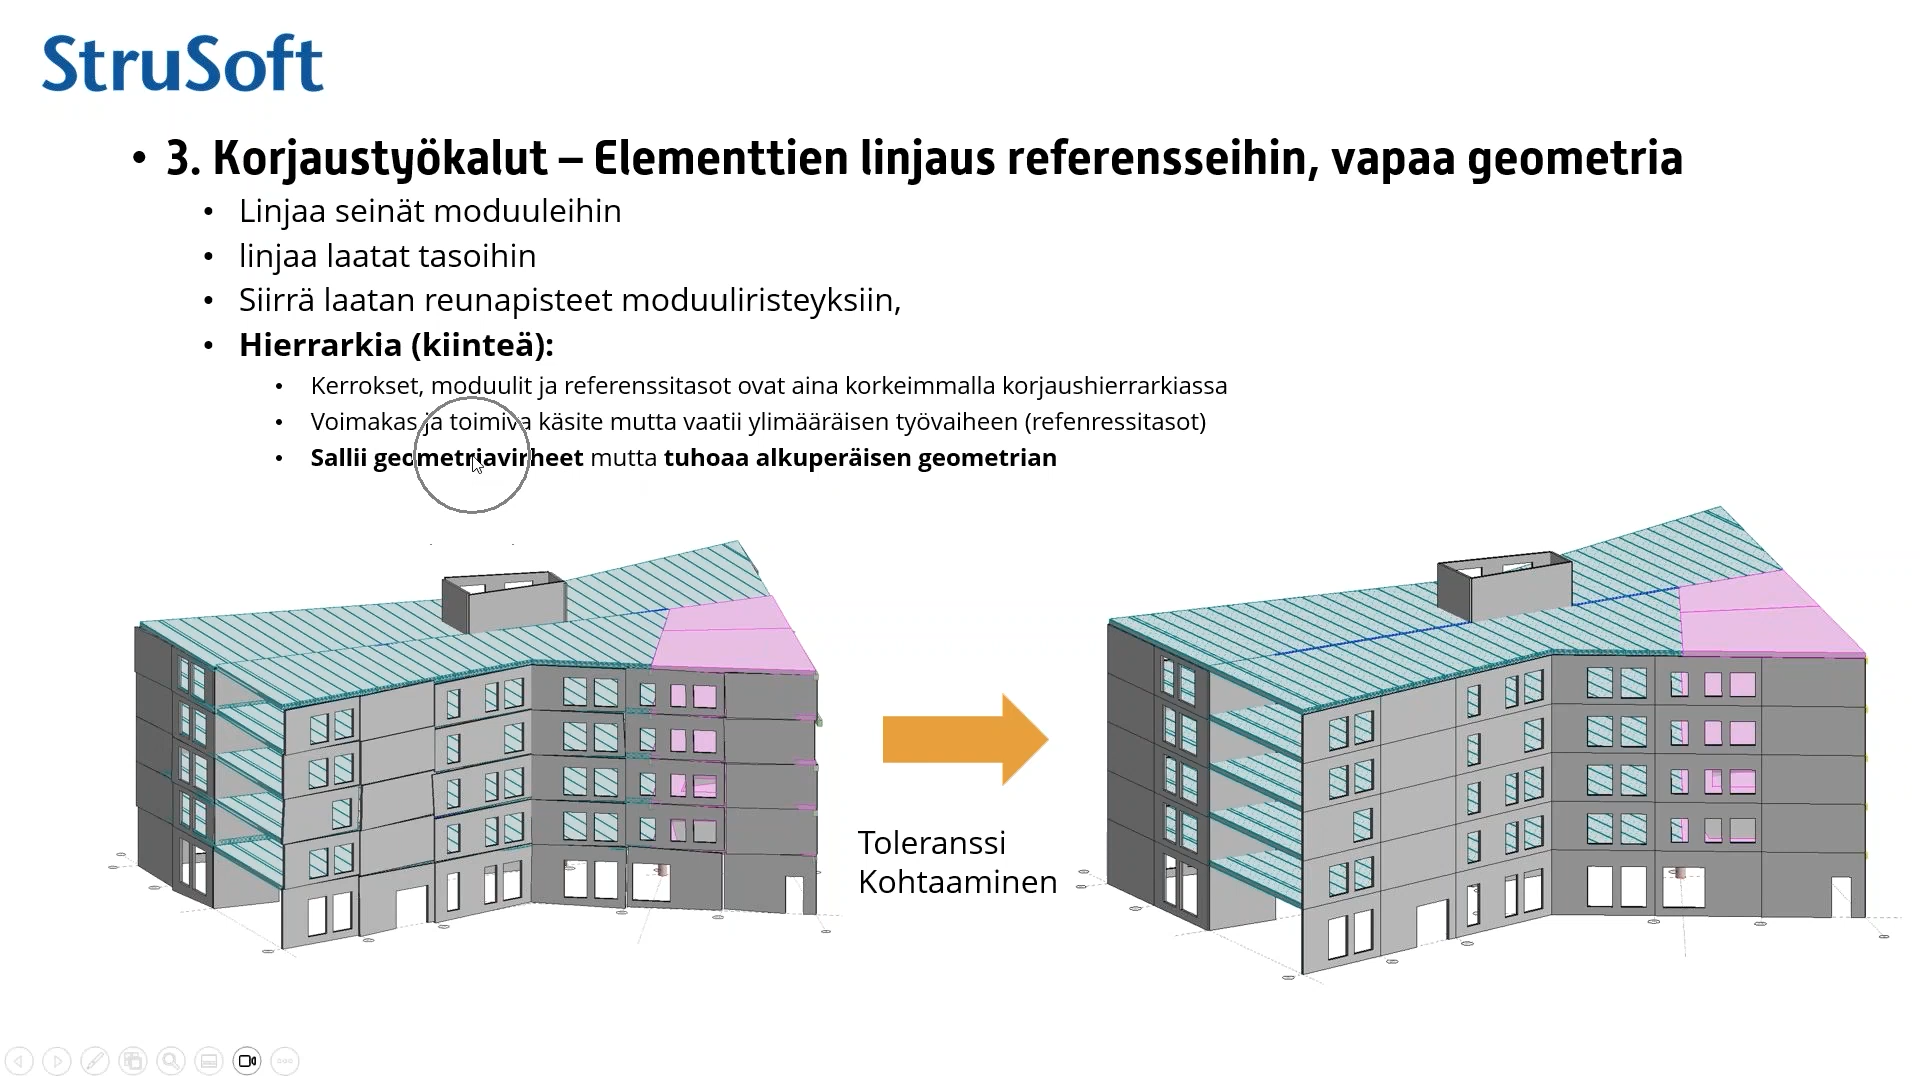 StruSoft
• 3. Korjaustyökalut – Elementtien linjaus referensseihin, vapaa geometria
• Linjaa seinät moduuleihin
• linjaa laatat tasoihin
• Siirrä laatan reunapisteet moduuliristeyksiin,
• Hierrarkia (kiinteä):
• Kerrokset, moduulit ja referenssitasot ovat aina korkeimmalla korjaushierrarkiassa
• Voimakas ja toimiva käsite mutta vaatii ylimääräisen työvaiheen (refenressitasot)
• Sallii geometriavirheet mutta tuhoaa alkuperäisen geometrian
Toleranssi
Kohtaaminen